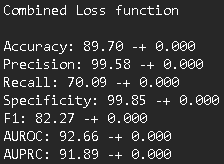 Combined Loss function

Accuracy: 89.70 -+ 0.000
Precision: 99.58 -+ 0.000
Recall: 70.09 -+ 0.000
Specificity: 99.85 -+ 0.000
F1: 82.27 -+ 0.000
AUROC: 92.66 -+ 0.000
AUPRC: 91.89 -+ 0.000